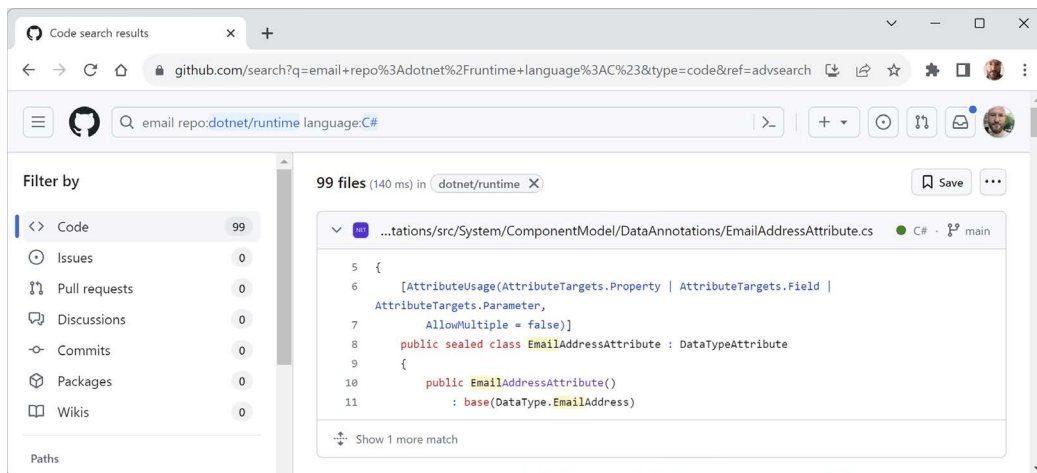 Code search results
github.com/search?q=email+repo%3Adotnet%2Fruntime+language%3AC%23&type=code&ref=advsearch
email repo:dotnet/runtime language:C#
Filter by
Code 99
Issues 0
Pull requests 0
Discussions 0
Commits 0
Packages 0
Wikis 0
Paths
99 files (140 ms) in dotnet/runtime
Save
.NET ...tations/src/System/ComponentModel/DataAnnotations/EmailAddressAttribute.cs C# · main
5 {
6 [AttributeUsage(AttributeTargets.Property | AttributeTargets.Field |
AttributeTargets.Parameter,
7 AllowMultiple = false)]
8 public sealed class EmailAddressAttribute : DataTypeAttribute
9 {
10 public EmailAddressAttribute()
11 : base(DataType.EmailAddress)
Show 1 more match